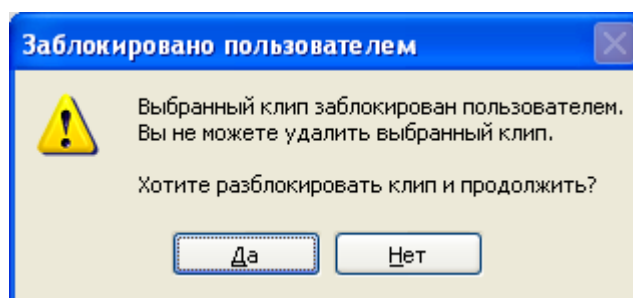 Заблокировано пользователем
Выбранный клип заблокирован пользователем.
Вы не можете удалить выбранный клип.
Хотите разблокировать клип и продолжить?
Да
Нет